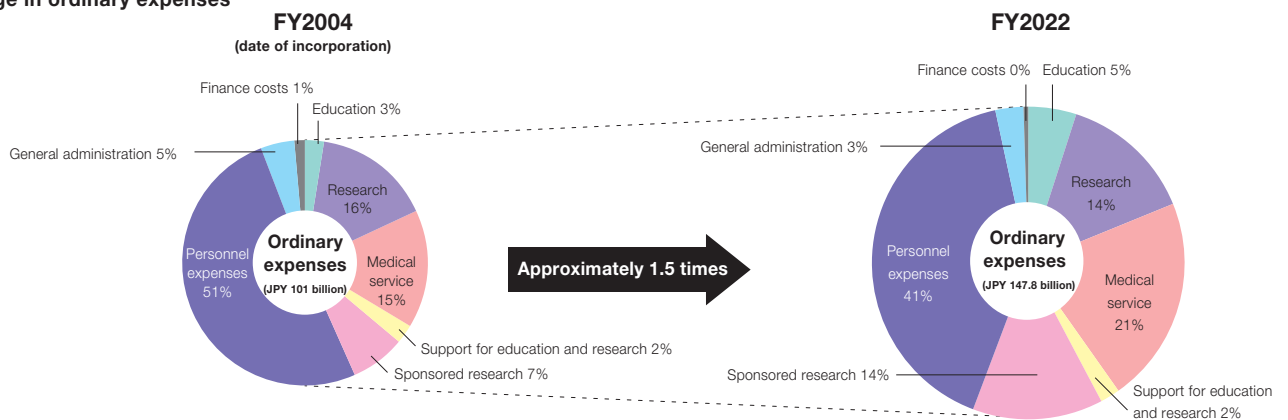 ge in ordinary expenses
FY2004
(date of incorporation)
Finance costs 1%
Education 3%
General administration 5%
Research
16%
Personnel
expenses
51%
Ordinary
expenses
(JPY 101 billion)
Medical
service
15%
Support for education and research 2%
Sponsored research 7%
Approximately 1.5 times
FY2022
Finance costs 0%
Education 5%
General administration 3%
Research
14%
Personnel
expenses
41%
Ordinary
expenses
(JPY 147.8 billion)
Medical
service
21%
Sponsored research 14%
Support for education
and research 2%